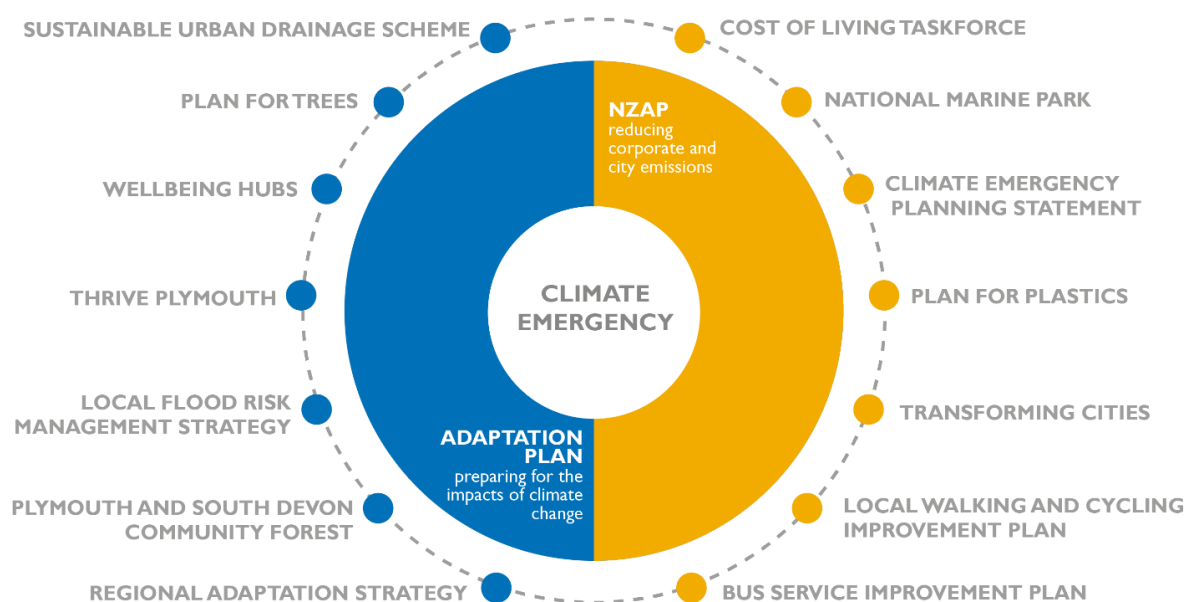 SUSTAINABLE URBAN DRAINAGE SCHEME
PLAN FOR TREES
WELLBEING HUBS
THRIVE PLYMOUTH
LOCAL FLOOD RISK
MANAGEMENT STRATEGY
PLYMOUTH AND SOUTH DEVON
COMMUNITY FOREST
REGIONAL ADAPTATION STRATEGY
ADAPTATION
PLAN
preparing for the
impacts of climate
change
CLIMATE
EMERGENCY
NZAP
reducing
corporate and
city emissions
COST OF LIVING TASKFORCE
NATIONAL MARINE PARK
CLIMATE EMERGENCY
PLANNING STATEMENT
PLAN FOR PLASTICS
TRANSFORMING CITIES
LOCAL WALKING AND CYCLING
IMPROVEMENT PLAN
BUS SERVICE IMPROVEMENT PLAN